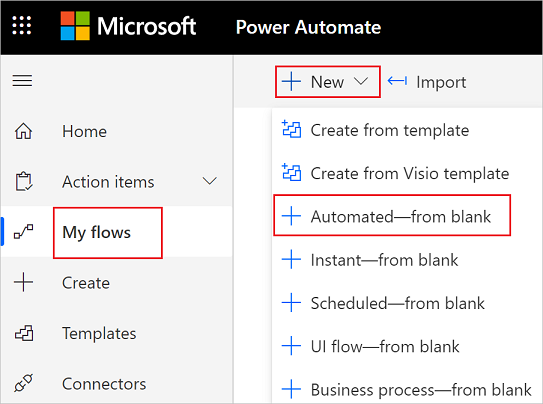 Microsoft Power Automate
New Import
Home
Action items
My flows
Create
Templates
Connectors
Create from template
Create from Visio template
Automated—from blank
Instant—from blank
Scheduled—from blank
UI flow—from blank
Business process—from blank